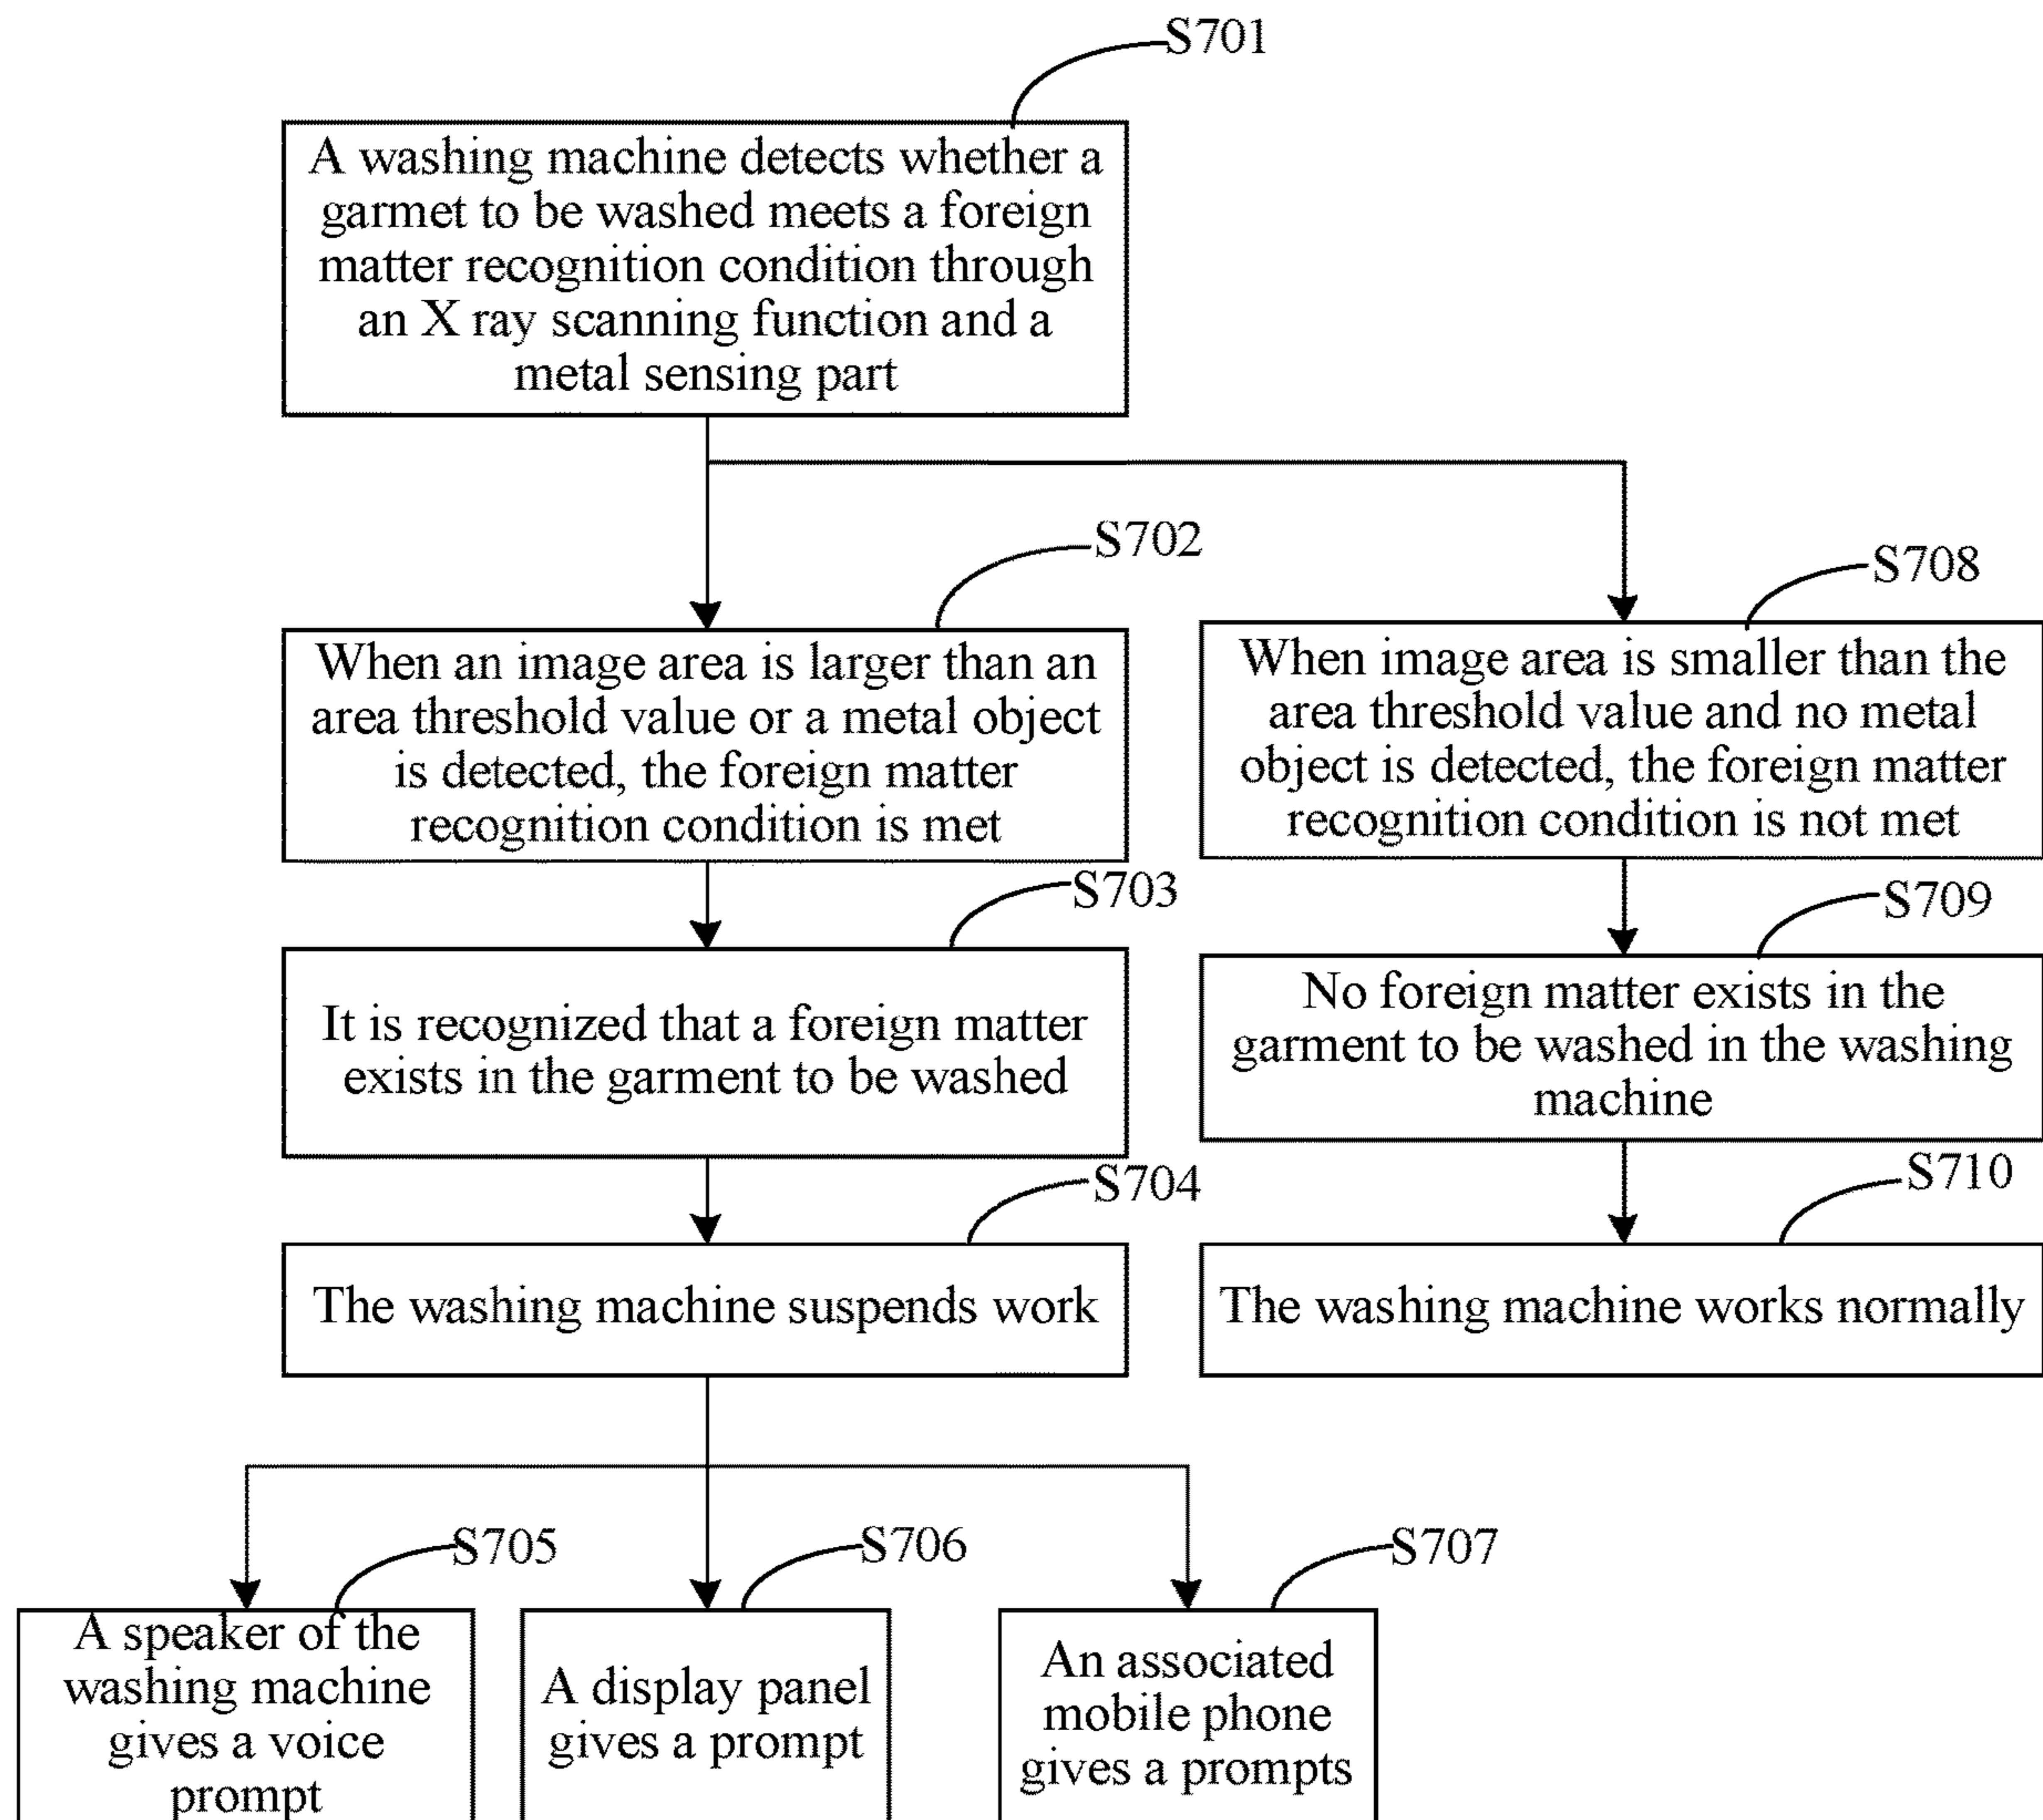 S701
A washing machine detects whether a
garmet to be washed meets a foreign
matter recognition condition through
an X ray scanning function and a
metal sensing part
S702
When an image area is larger than an
area threshold value or a metal object
is detected, the foreign matter
recognition condition is met
S708
When image area is smaller than the
area threshold value and no metal
object is detected, the foreign matter
recognition condition is not met
S703
It is recognized that a foreign matter
exists in the garment to be washed
S709
No foreign matter exists in the
garment to be washed in the washing
machine
S704
The washing machine suspends work
S710
The washing machine works normally
S705
A speaker of the
washing machine
gives a voice
prompt
S706
A display panel
gives a prompt
S707
An associated
mobile phone
gives a prompts